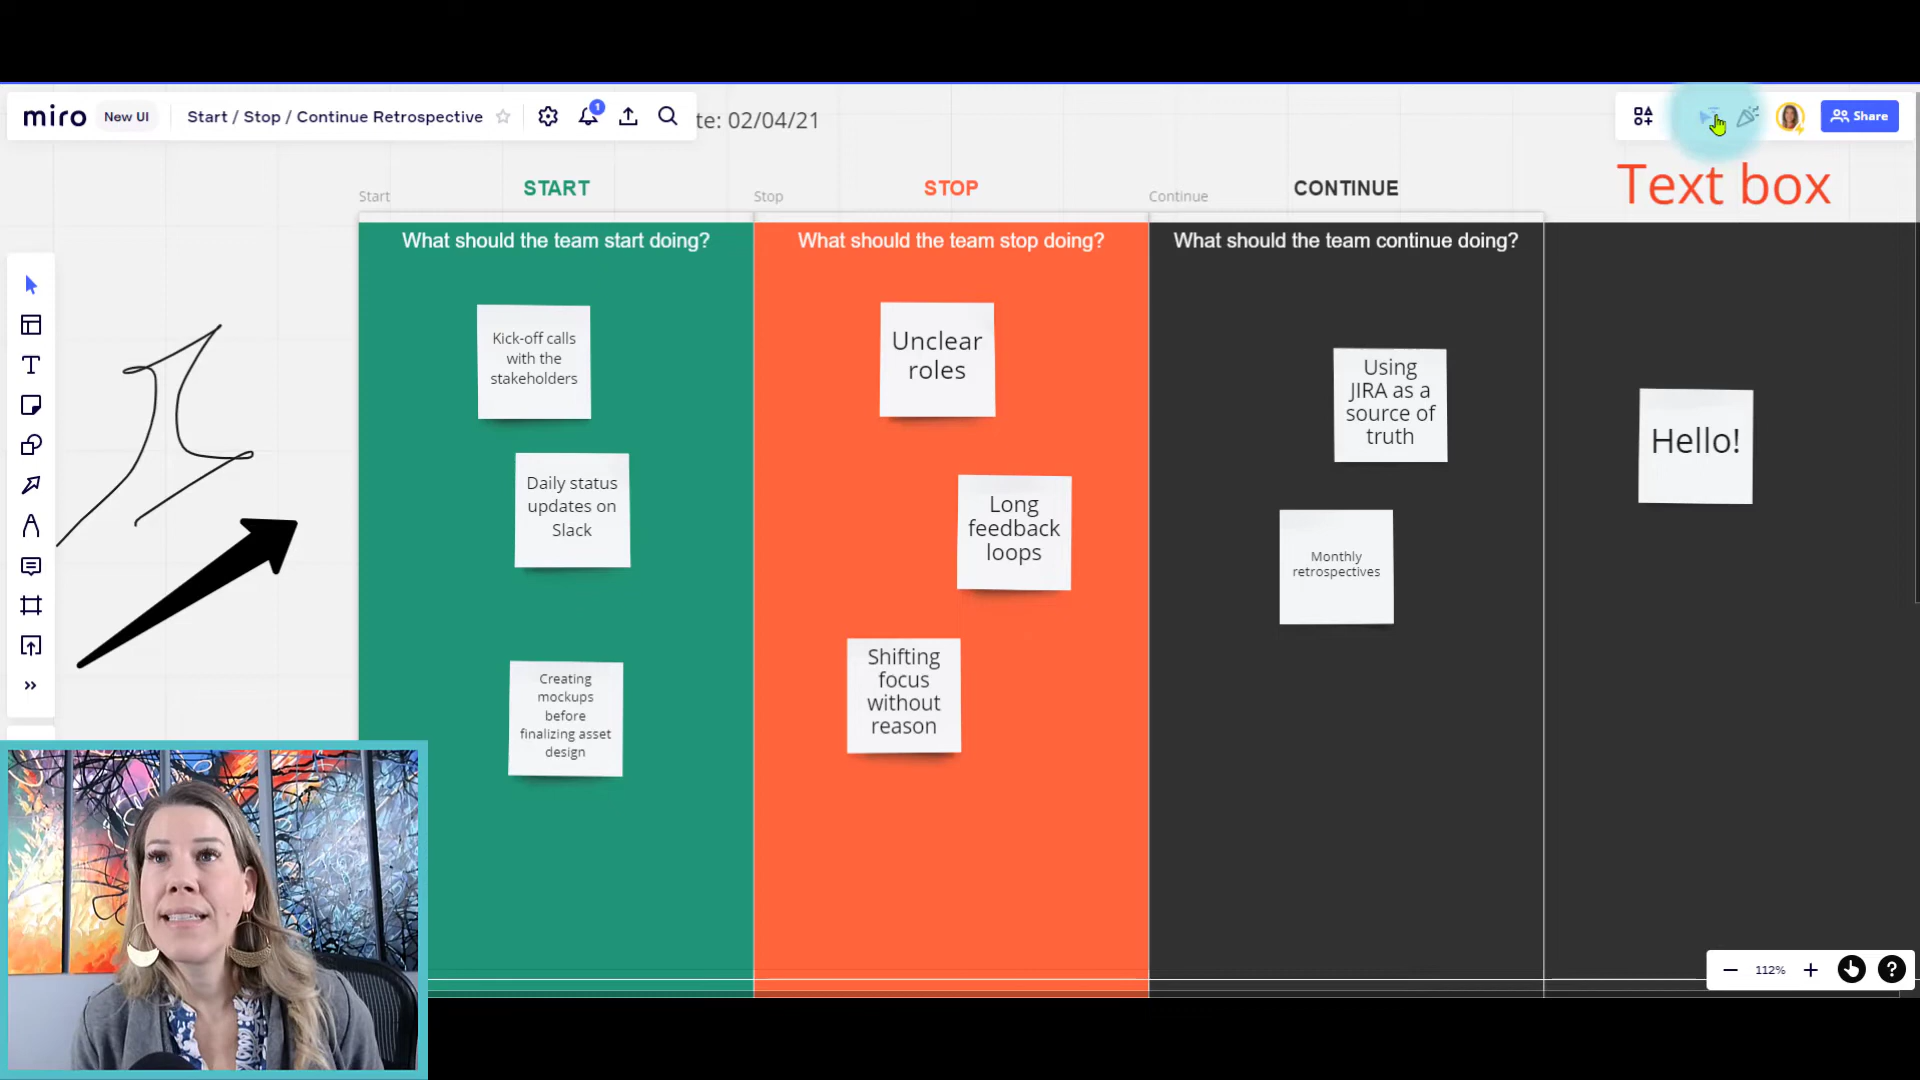 miro
New UI
Start / Stop / Continue Retrospective
1
te: 02/04/21
Share
Text box
Start
START
Stop
STOP
Continue
CONTINUE
What should the team start doing?
What should the team stop doing?
What should the team continue doing?
Kick-off calls
with the
stakeholders
Daily status
updates on
Slack
Creating
mockups
before
finalizing asset
design
Unclear
roles
Long
feedback
loops
Shifting
focus
without
reason
Using
JIRA as a
source of
truth
Monthly
retrospectives
Hello!
112%
?